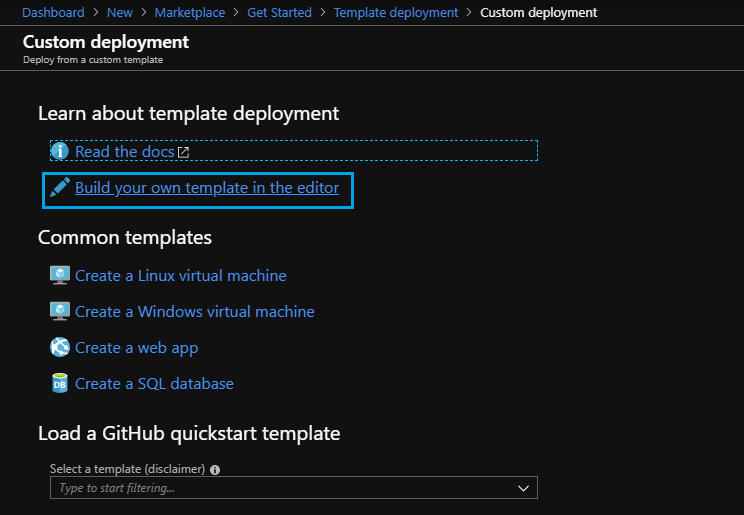 Dashboard > New > Marketplace > Get Started > Template deployment > Custom deployment
Custom deployment
Deploy from a custom template
Learn about template deployment
Read the docs
Build your own template in the editor
Common templates
Create a Linux virtual machine
Create a Windows virtual machine
Create a web app
DB Create a SQL database
Load a GitHub quickstart template
Select a template (disclaimer)
Type to start filtering...